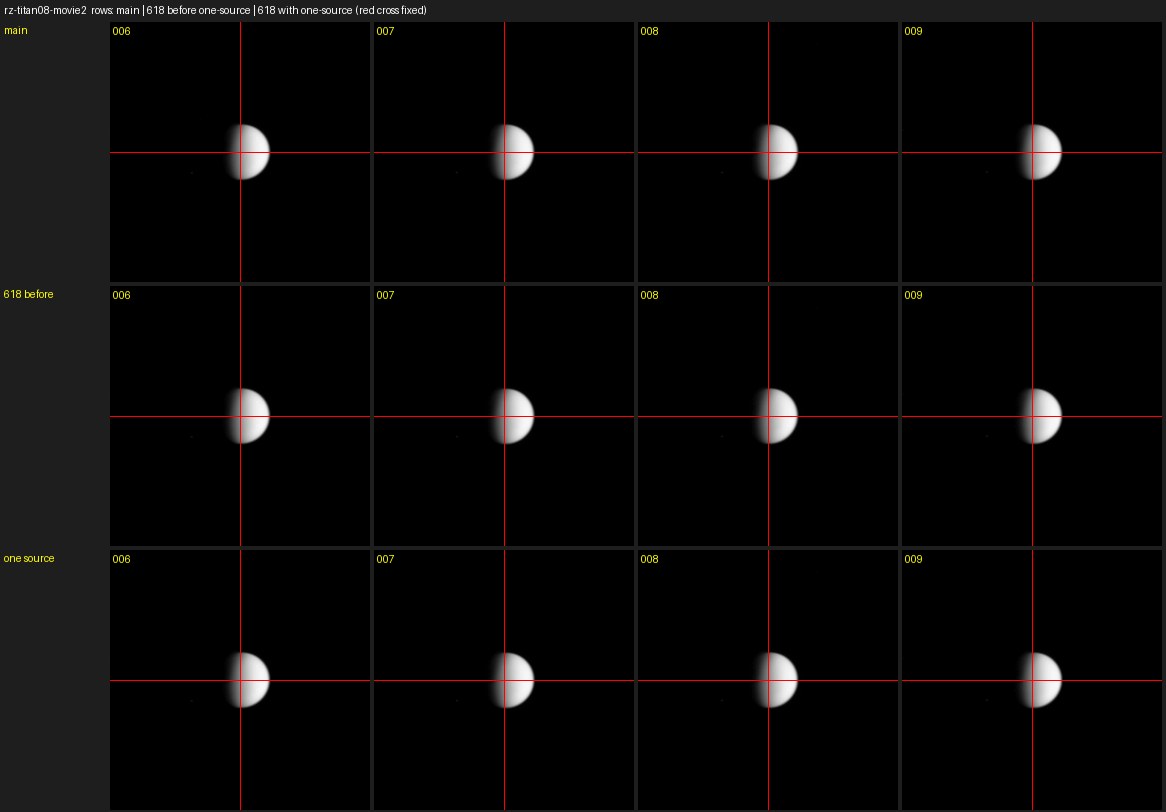 rz-titan08-movie2 rows: main | 618 before one-source | 618 with one-source (red cross fixed)
main
006 007 008 009
618 before
006 007 008 009
one source
006 007 008 009